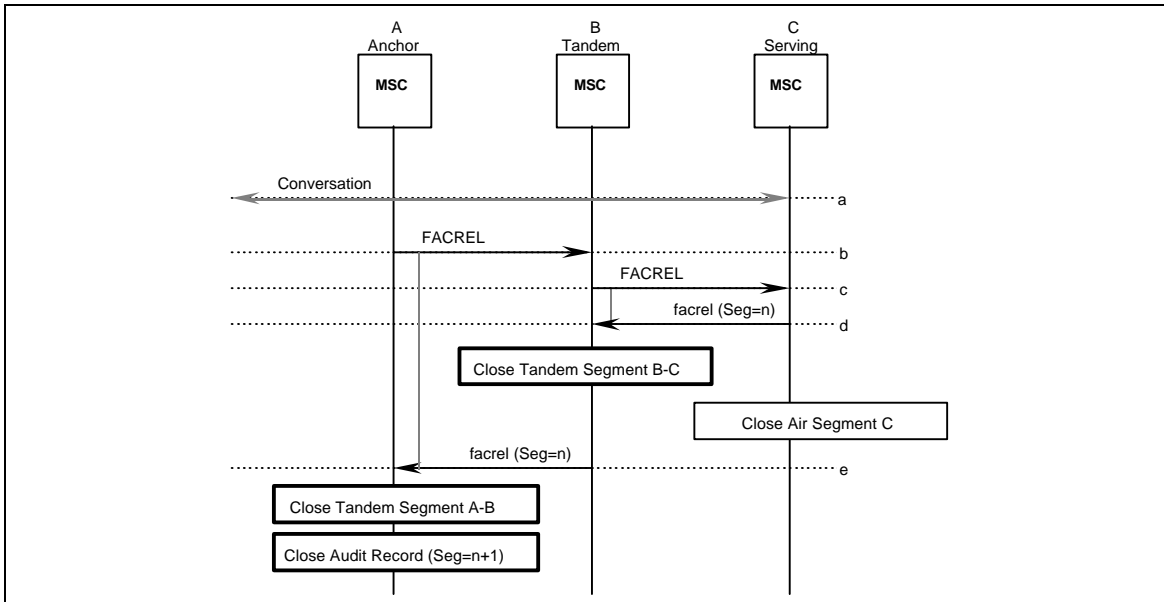 A B C
Anchor Tandem Serving
MSC MSC MSC
Conversation
a
FACREL
b
FACREL
c
facrel (Seg=n)
d
Close Tandem Segment B-C
Close Air Segment C
facrel (Seg=n)
e
Close Tandem Segment A-B
Close Audit Record (Seg=n+1)